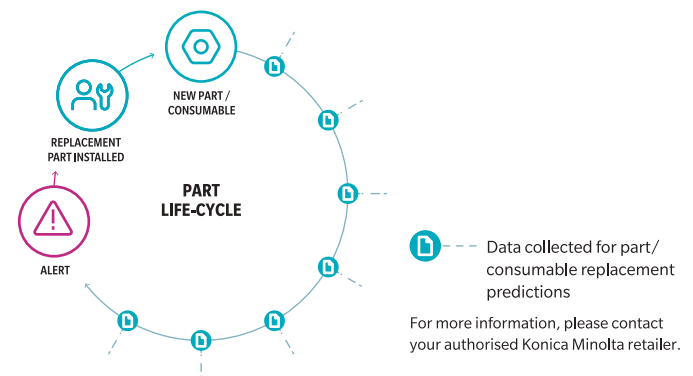 NEW PART /
CONSUMABLE
REPLACEMENT
PART INSTALLED
PART
LIFE-CYCLE
ALERT
Data collected for part/
consumable replacement
predictions
For more information, please contact
your authorised Konica Minolta retailer.